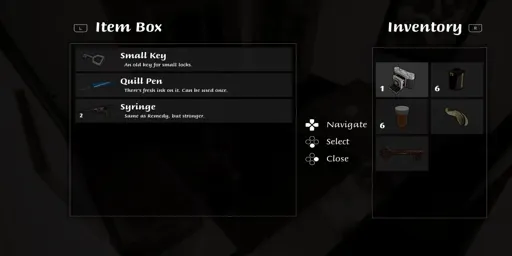 L
Item Box
Small Key
An old key for small locks.
Quill Pen
There's fresh ink on it. Can be used once.
2
Syringe
Same as Remedy, but stronger.
Navigate
Select
Close
Inventory
R
1
6
6